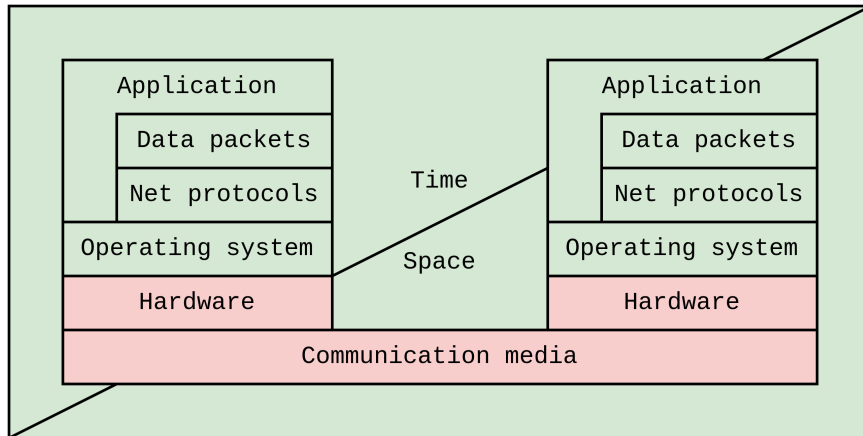 Application
Data packets
Net protocols
Operating system
Hardware
Time
Space
Application
Data packets
Net protocols
Operating system
Hardware
Communication media